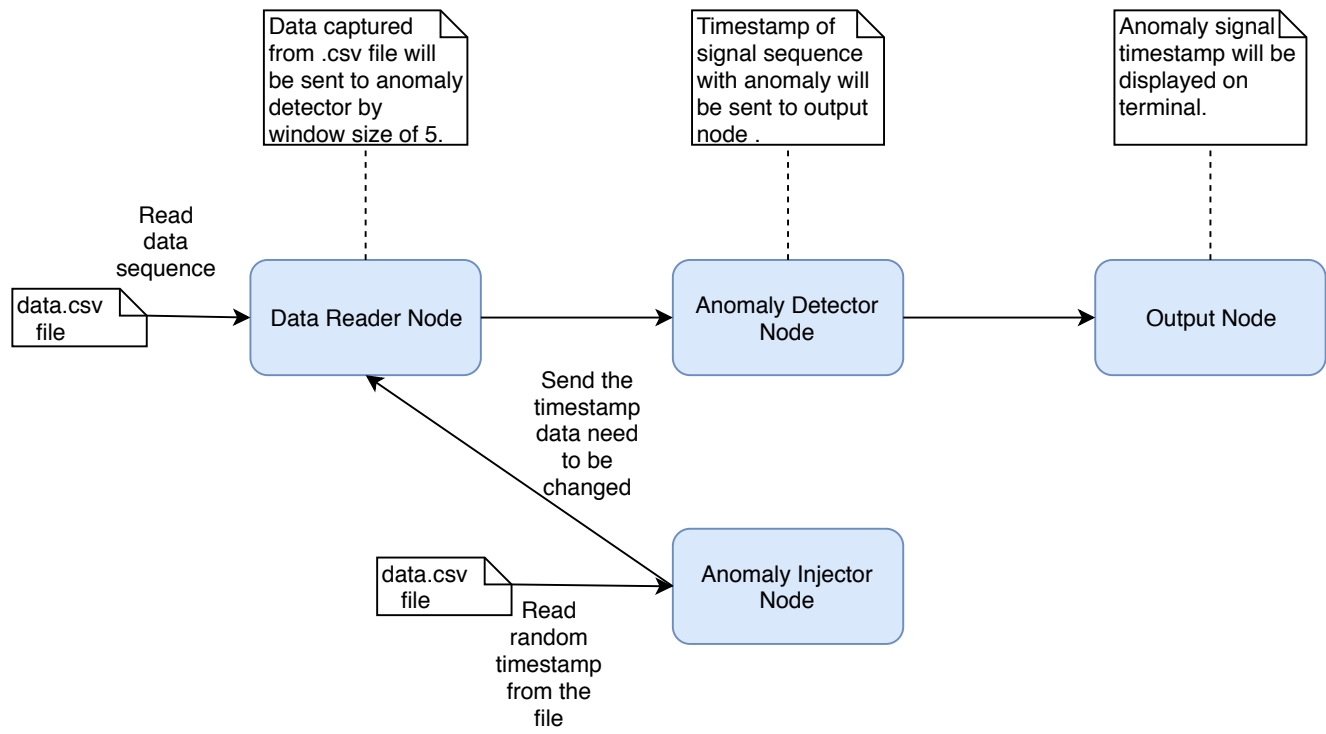 Data captured
from .csv file will
be sent to anomaly
detector by
window size of 5.
Timestamp of
signal sequence
with anomaly will
be sent to output
node .
Anomaly signal
timestamp will be
displayed on
terminal.
Read
data
sequence
data.csv
file
Data Reader Node
Anomaly Detector
Node
Output Node
Send the
timestamp
data need
to be
changed
data.csv
file
Read
random
timestamp
from the
file
Anomaly Injector
Node